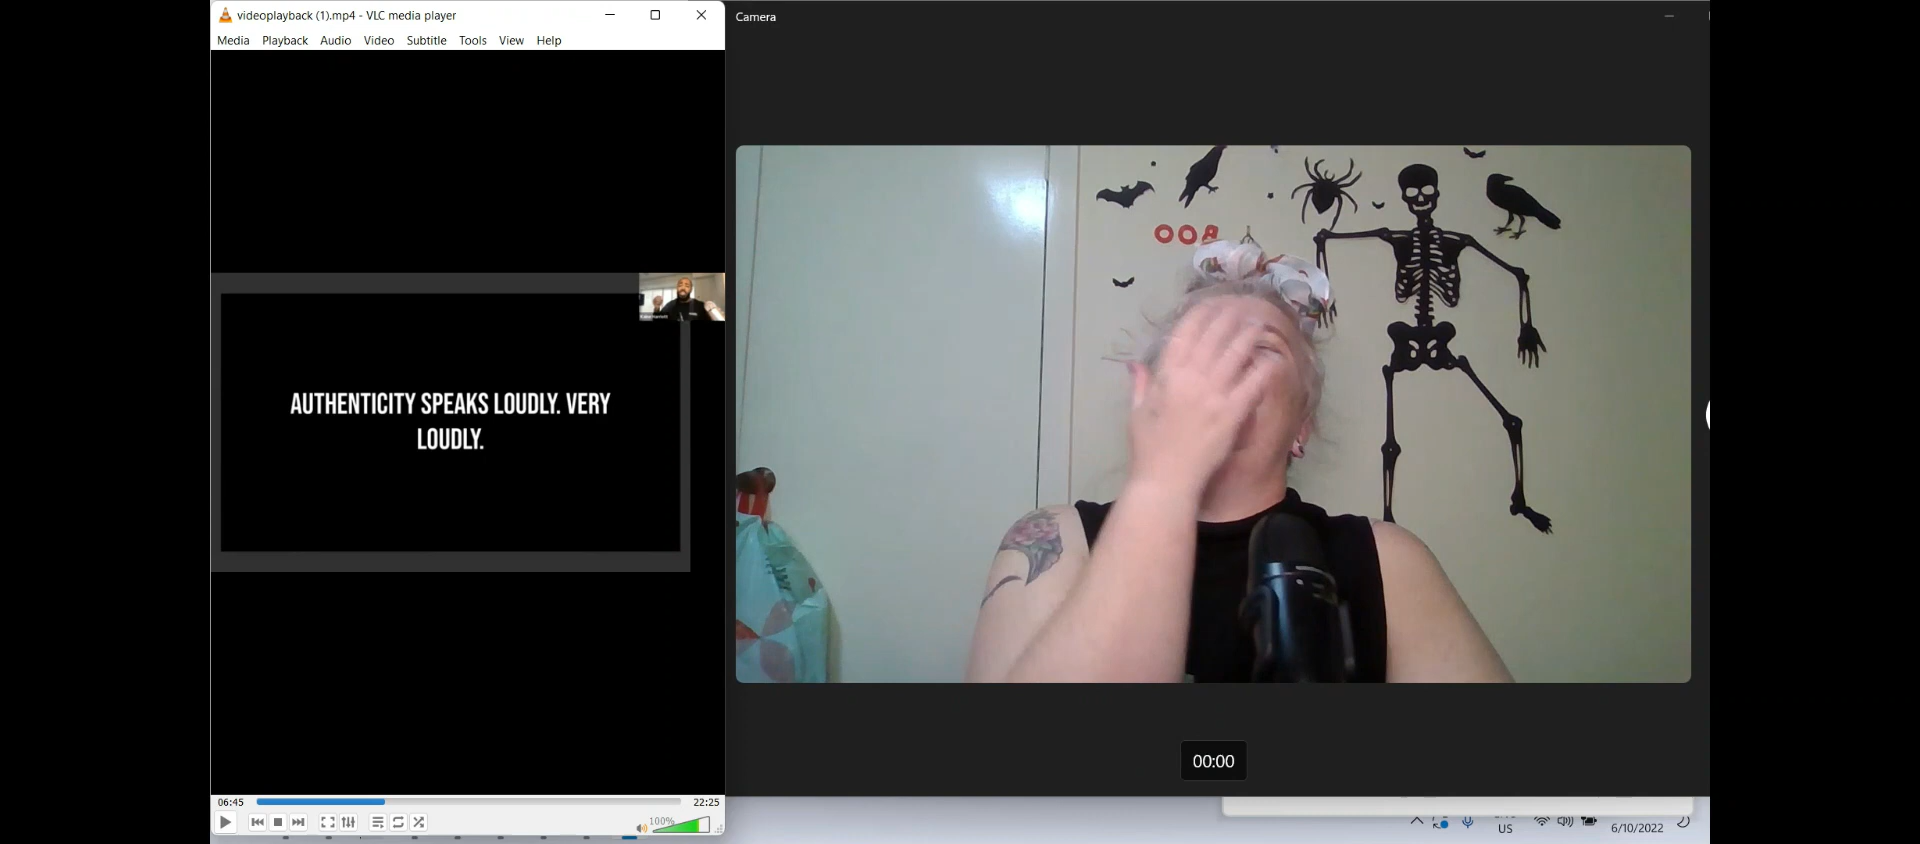 videoplayback (1).mp4 - VLC media player
Media Playback Audio Video Subtitle Tools View Help
AUTHENTICITY SPEAKS LOUDLY. VERY
LOUDLY.
06:45
22:25
100%
Camera
BOO
00:00
US
6/10/2022